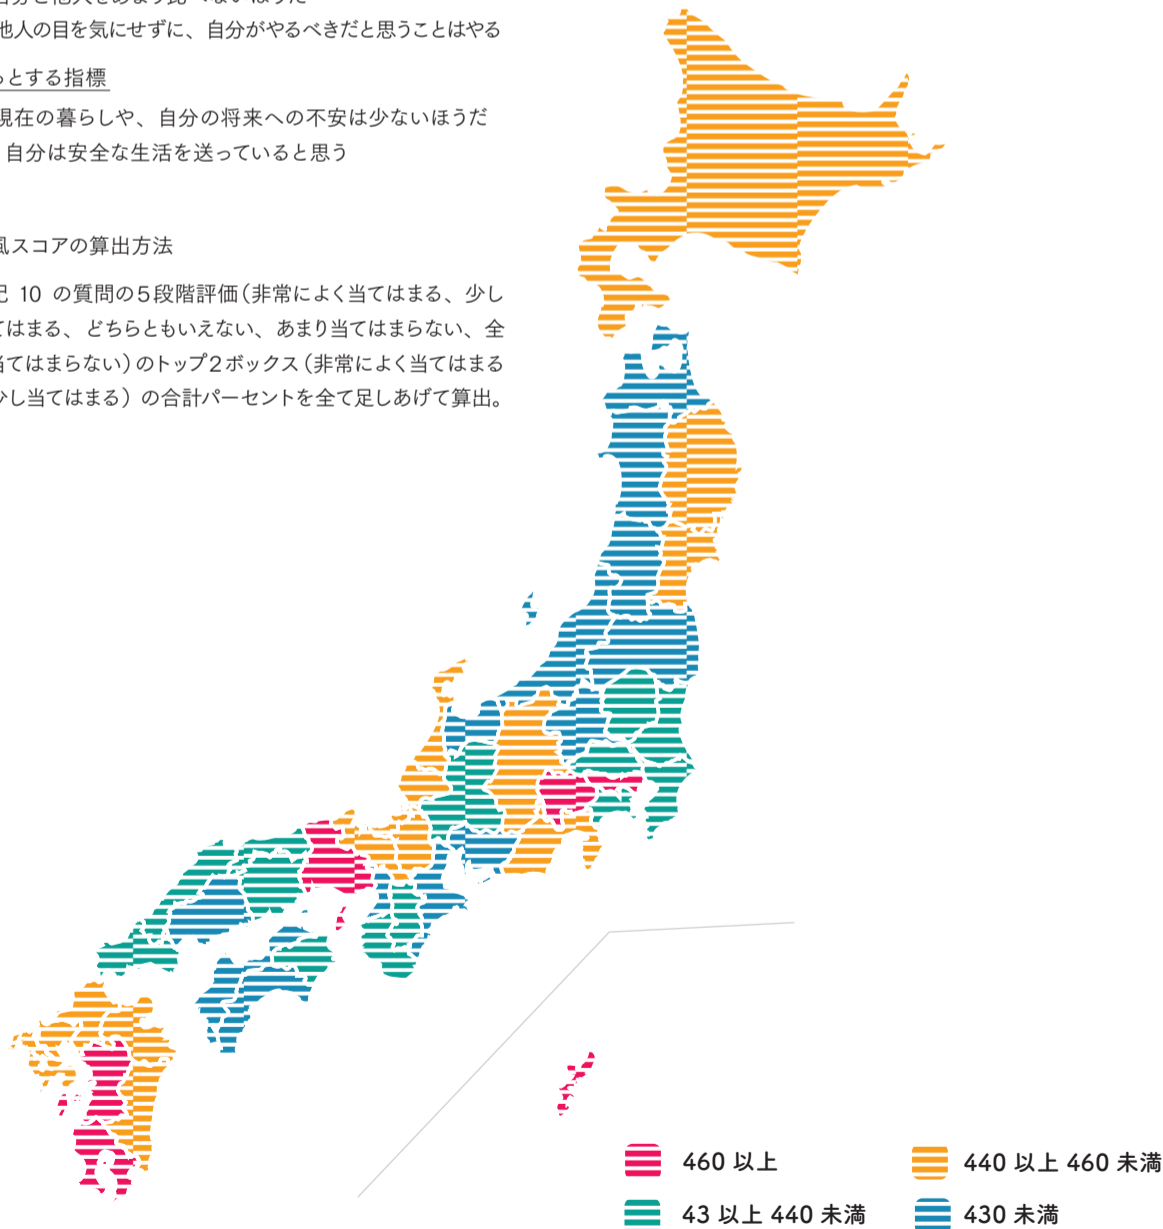 他人の目を気にせずに、自分がやるべきだと思うことはやる
っとする指標
現在の暮らしや、自分の将来への不安は少ないほうだ
自分は安全な生活を送っていると思う
風スコアの算出方法
記 10 の質問の5段階評価（非常によく当てはまる、少し
てはまる、どちらともいえない、あまり当てはまらない、全
当てはまらない）のトップ2ボックス（非常によく当てはまる
少し当てはまる）の合計パーセントを全て足しあげて算出。
460 以上
440 以上 460 未満
43 以上 440 未満
430 未満